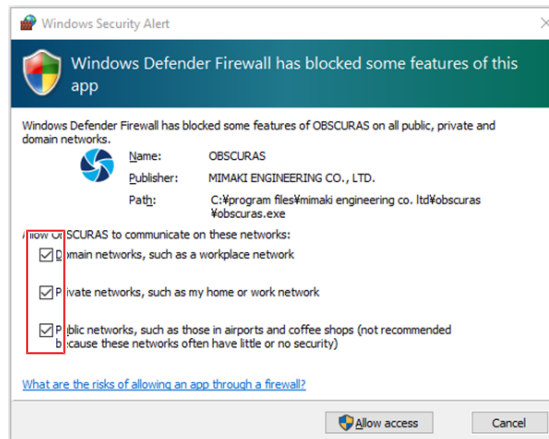 Windows Security Alert
Windows Defender Firewall has blocked some features of this
app
Windows Defender Firewall has blocked some features of OBSCURAS on all public, private and
domain networks.
Name: OBSCURAS
Publisher: MIMAKI ENGINEERING CO., LTD.
Path: C:¥program files¥mimaki engineering co. ltd¥obscuras
¥obscuras.exe
Allow OBSCURAS to communicate on these networks:
Domain networks, such as a workplace network
Private networks, such as my home or work network
Public networks, such as those in airports and coffee shops (not recommended
because these networks often have little or no security)
What are the risks of allowing an app through a firewall?
Allow access Cancel